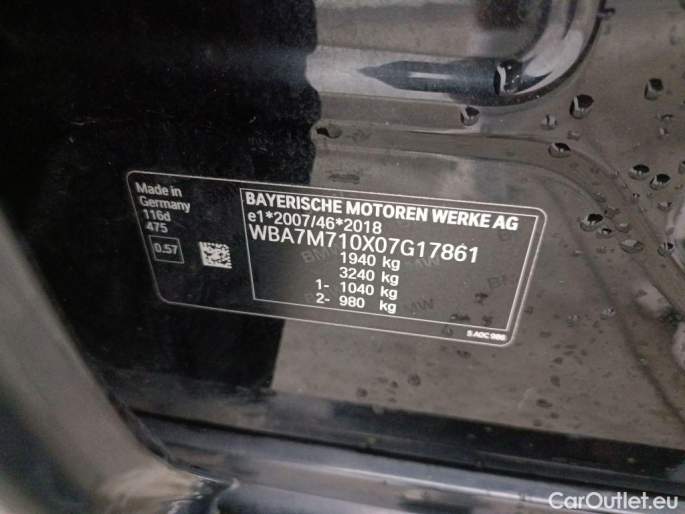 Made in
Germany
116d
475
0.57
BAYERISCHE MOTOREN WERKE AG
e1*2007/46*2018
WBA7M710X07G17861
1940 kg
3240 kg
1- 1040 kg
2- 980 kg
CarOutlet.eu